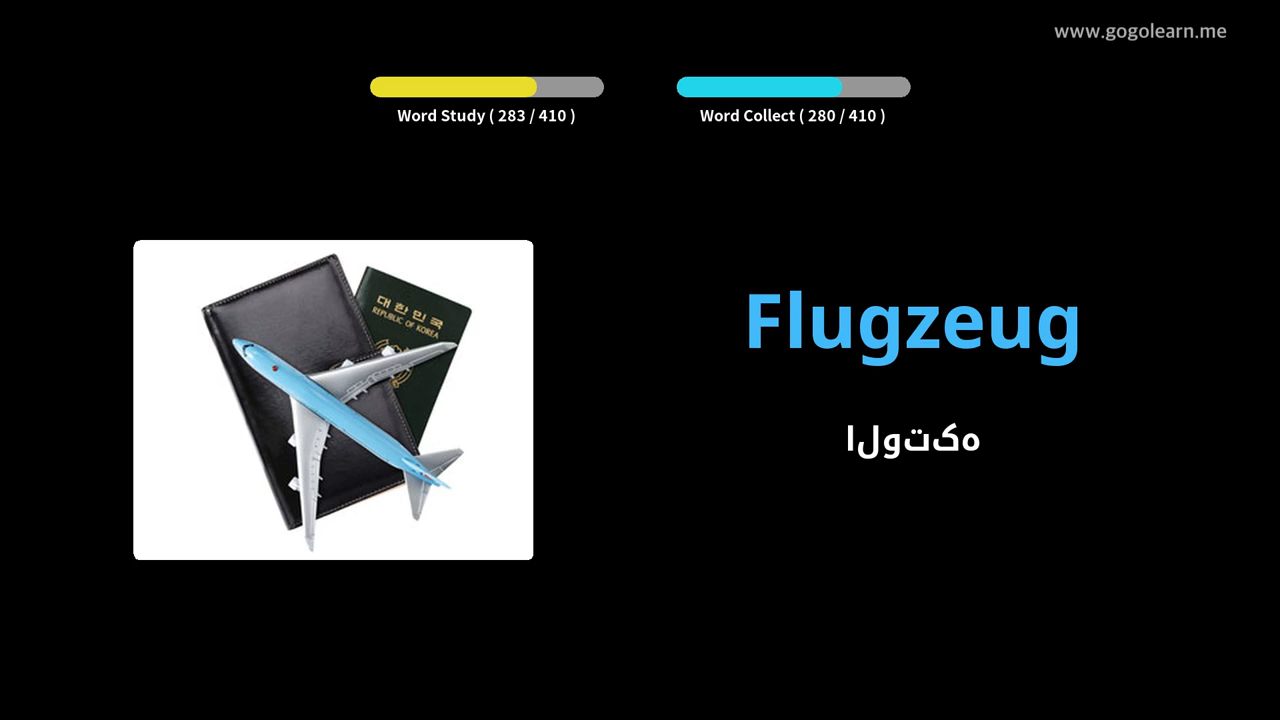 www.gogolearn.me
Word Study ( 283 / 410 )
Word Collect ( 280 / 410 )
대한민국
REPUBLIC OF KOREA
Flugzeug
هکتولا